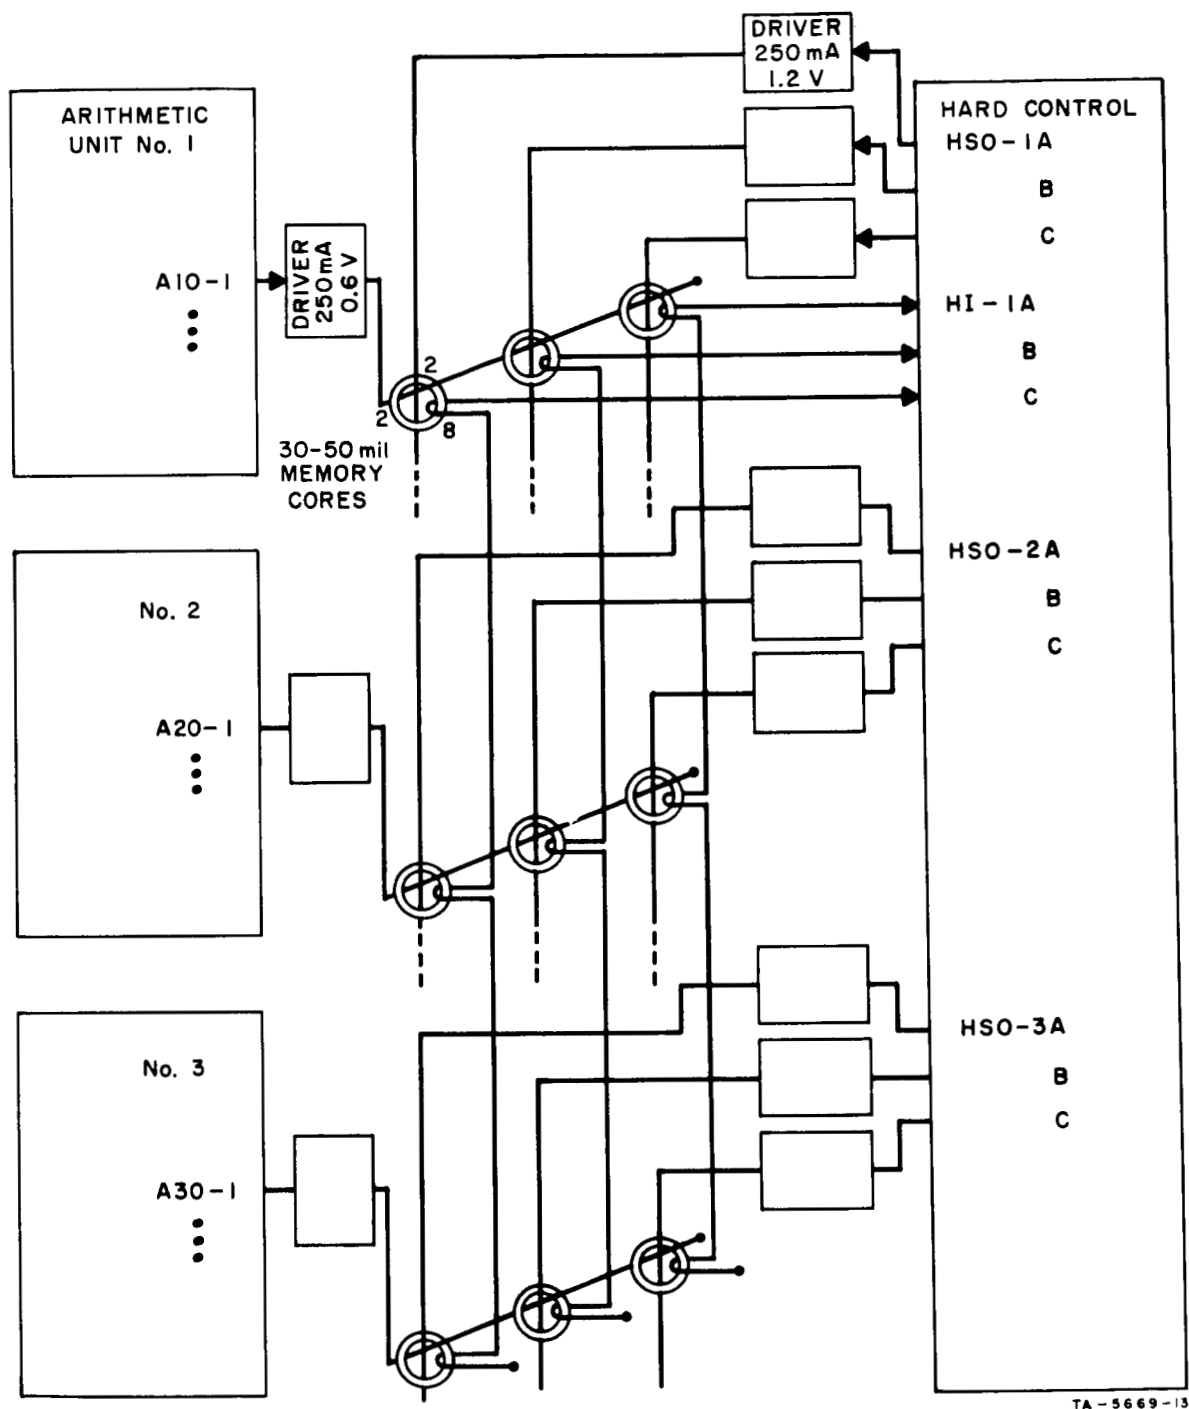 DRIVER
250 mA
1.2 V
ARITHMETIC
UNIT No. 1
HARD CONTROL
HSO-1A
B
C
A10-1
DRIVER
250mA
0.6 V
HI-1A
B
C
2
2
8
30-50 mil
MEMORY
CORES
HSO-2A
B
C
No. 2
A20-1
HSO-3A
B
C
No. 3
A30-1
TA-5669-13